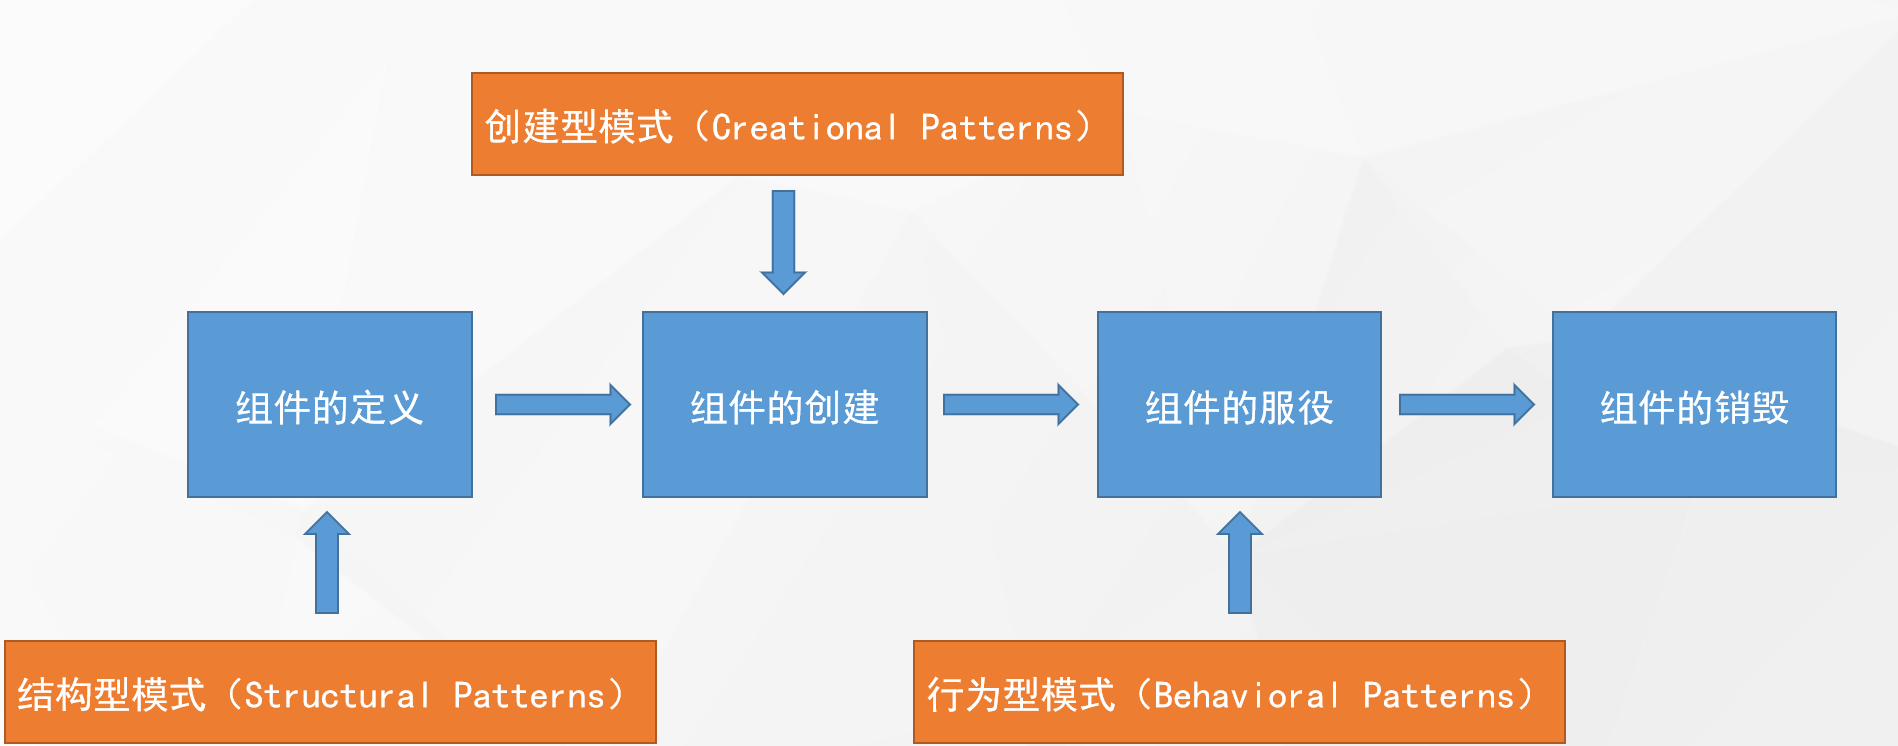 创建型模式（Creational Patterns）
组件的定义
组件的创建
组件的服役
组件的销毁
结构型模式（Structural Patterns）
行为型模式（Behavioral Patterns）